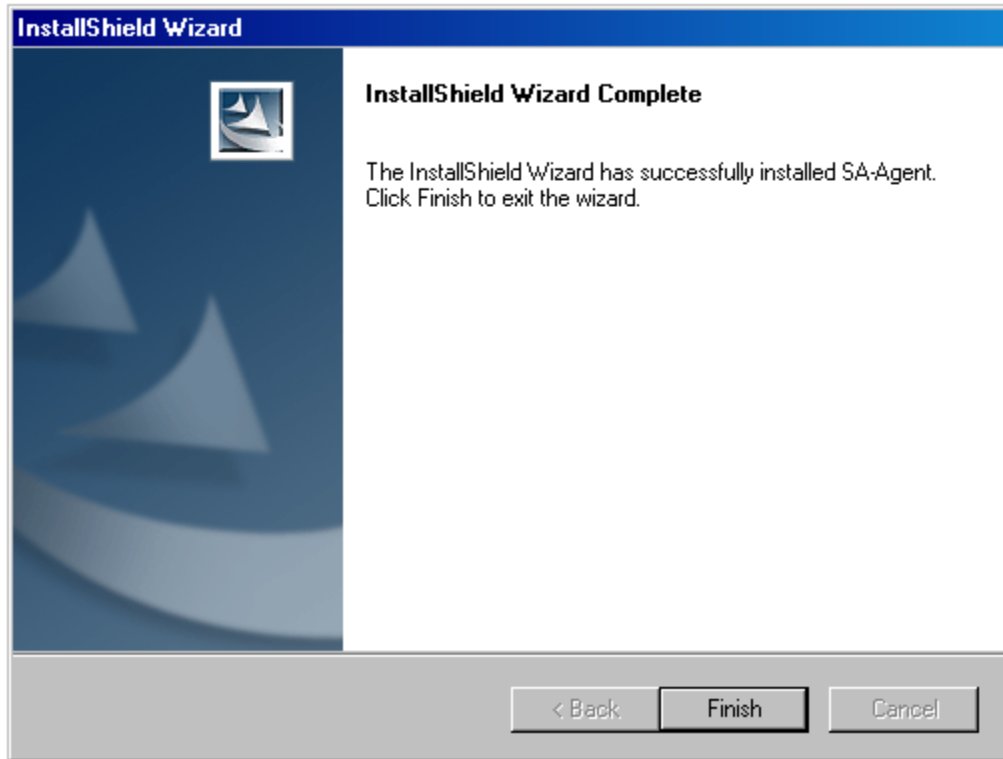 InstallShield Wizard
InstallShield Wizard Complete
The InstallShield Wizard has successfully installed SA-Agent.
Click Finish to exit the wizard.
< Back
Finish
Cancel